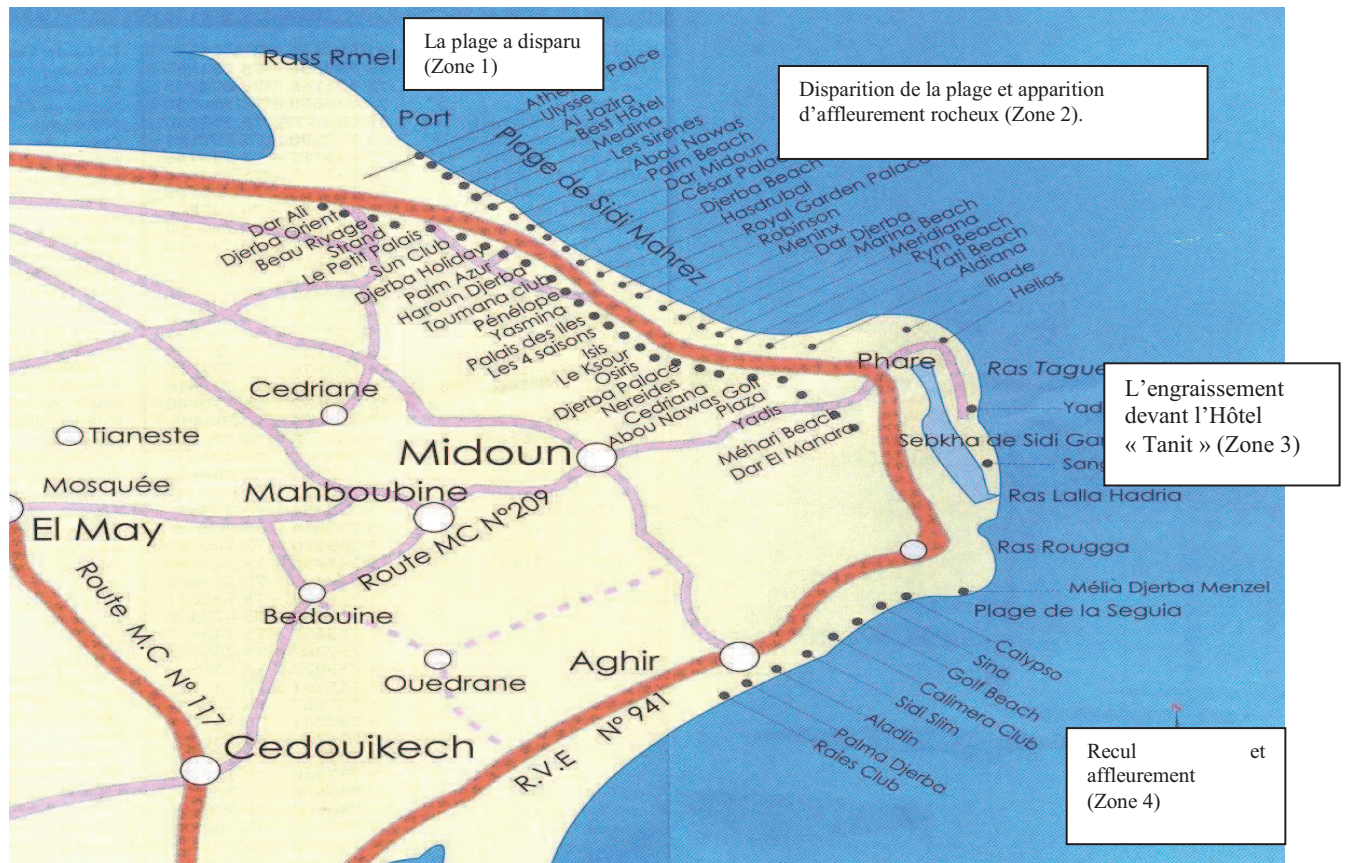 La plage a disparu
(Zone 1)
Disparition de la plage et apparition
d'affleurement rocheux (Zone 2).
L'engraissement
devant l'Hôtel
« Tanit » (Zone 3)
Recul et
affleurement
(Zone 4)
Rass Rmel
Port
Plage de Sidi Mahrez
Ulysse
Al Jazira
Best Hôtel
Medina
Les Sirènes
Abou Nawas
Palm Beach
Dar Midoun
César Palace
Djerba Beach
Hasdrubal
Royal Garden Palace
Robinson
Meninx
Dar Djerba
Marina Beach
Meridiana
Rym Beach
Yati Beach
Aldiana
Iliade
Helios
Dar Ali
Djerba Orient
Beau Rivage
Strand
Le Petit Palais
Sun Club
Djerba Holiday
Palm Azur
Haroun Djerba
Toumana club
Pénélope
Yasmina
Palais des Iles
Les 4 saisons
Isis
Le Ksour
Osiris
Djerba Palace
Nereides
Cedriana
Abou Nawas Golf
Plaza
Yadis
Méhari Beach
Dar El Manara
Phare
Ras Tague
Yad
Sebkha de Sidi Gar
Sang
Ras Lalla Hadria
Ras Rougga
Mélia Djerba Menzel
Plage de la Seguia
Calypso
Sina
Golf Beach
Calimera Club
Sidi Slim
Aladin
Palma Djerba
Raies Club
Cedriane
Tianeste
Midoun
Mosquée
Mahboubine
El May
Route MC N°209
Route M.C N° 117
Bedouine
Ouedrane
Aghir
Cedouikech
R.V.E N° 941